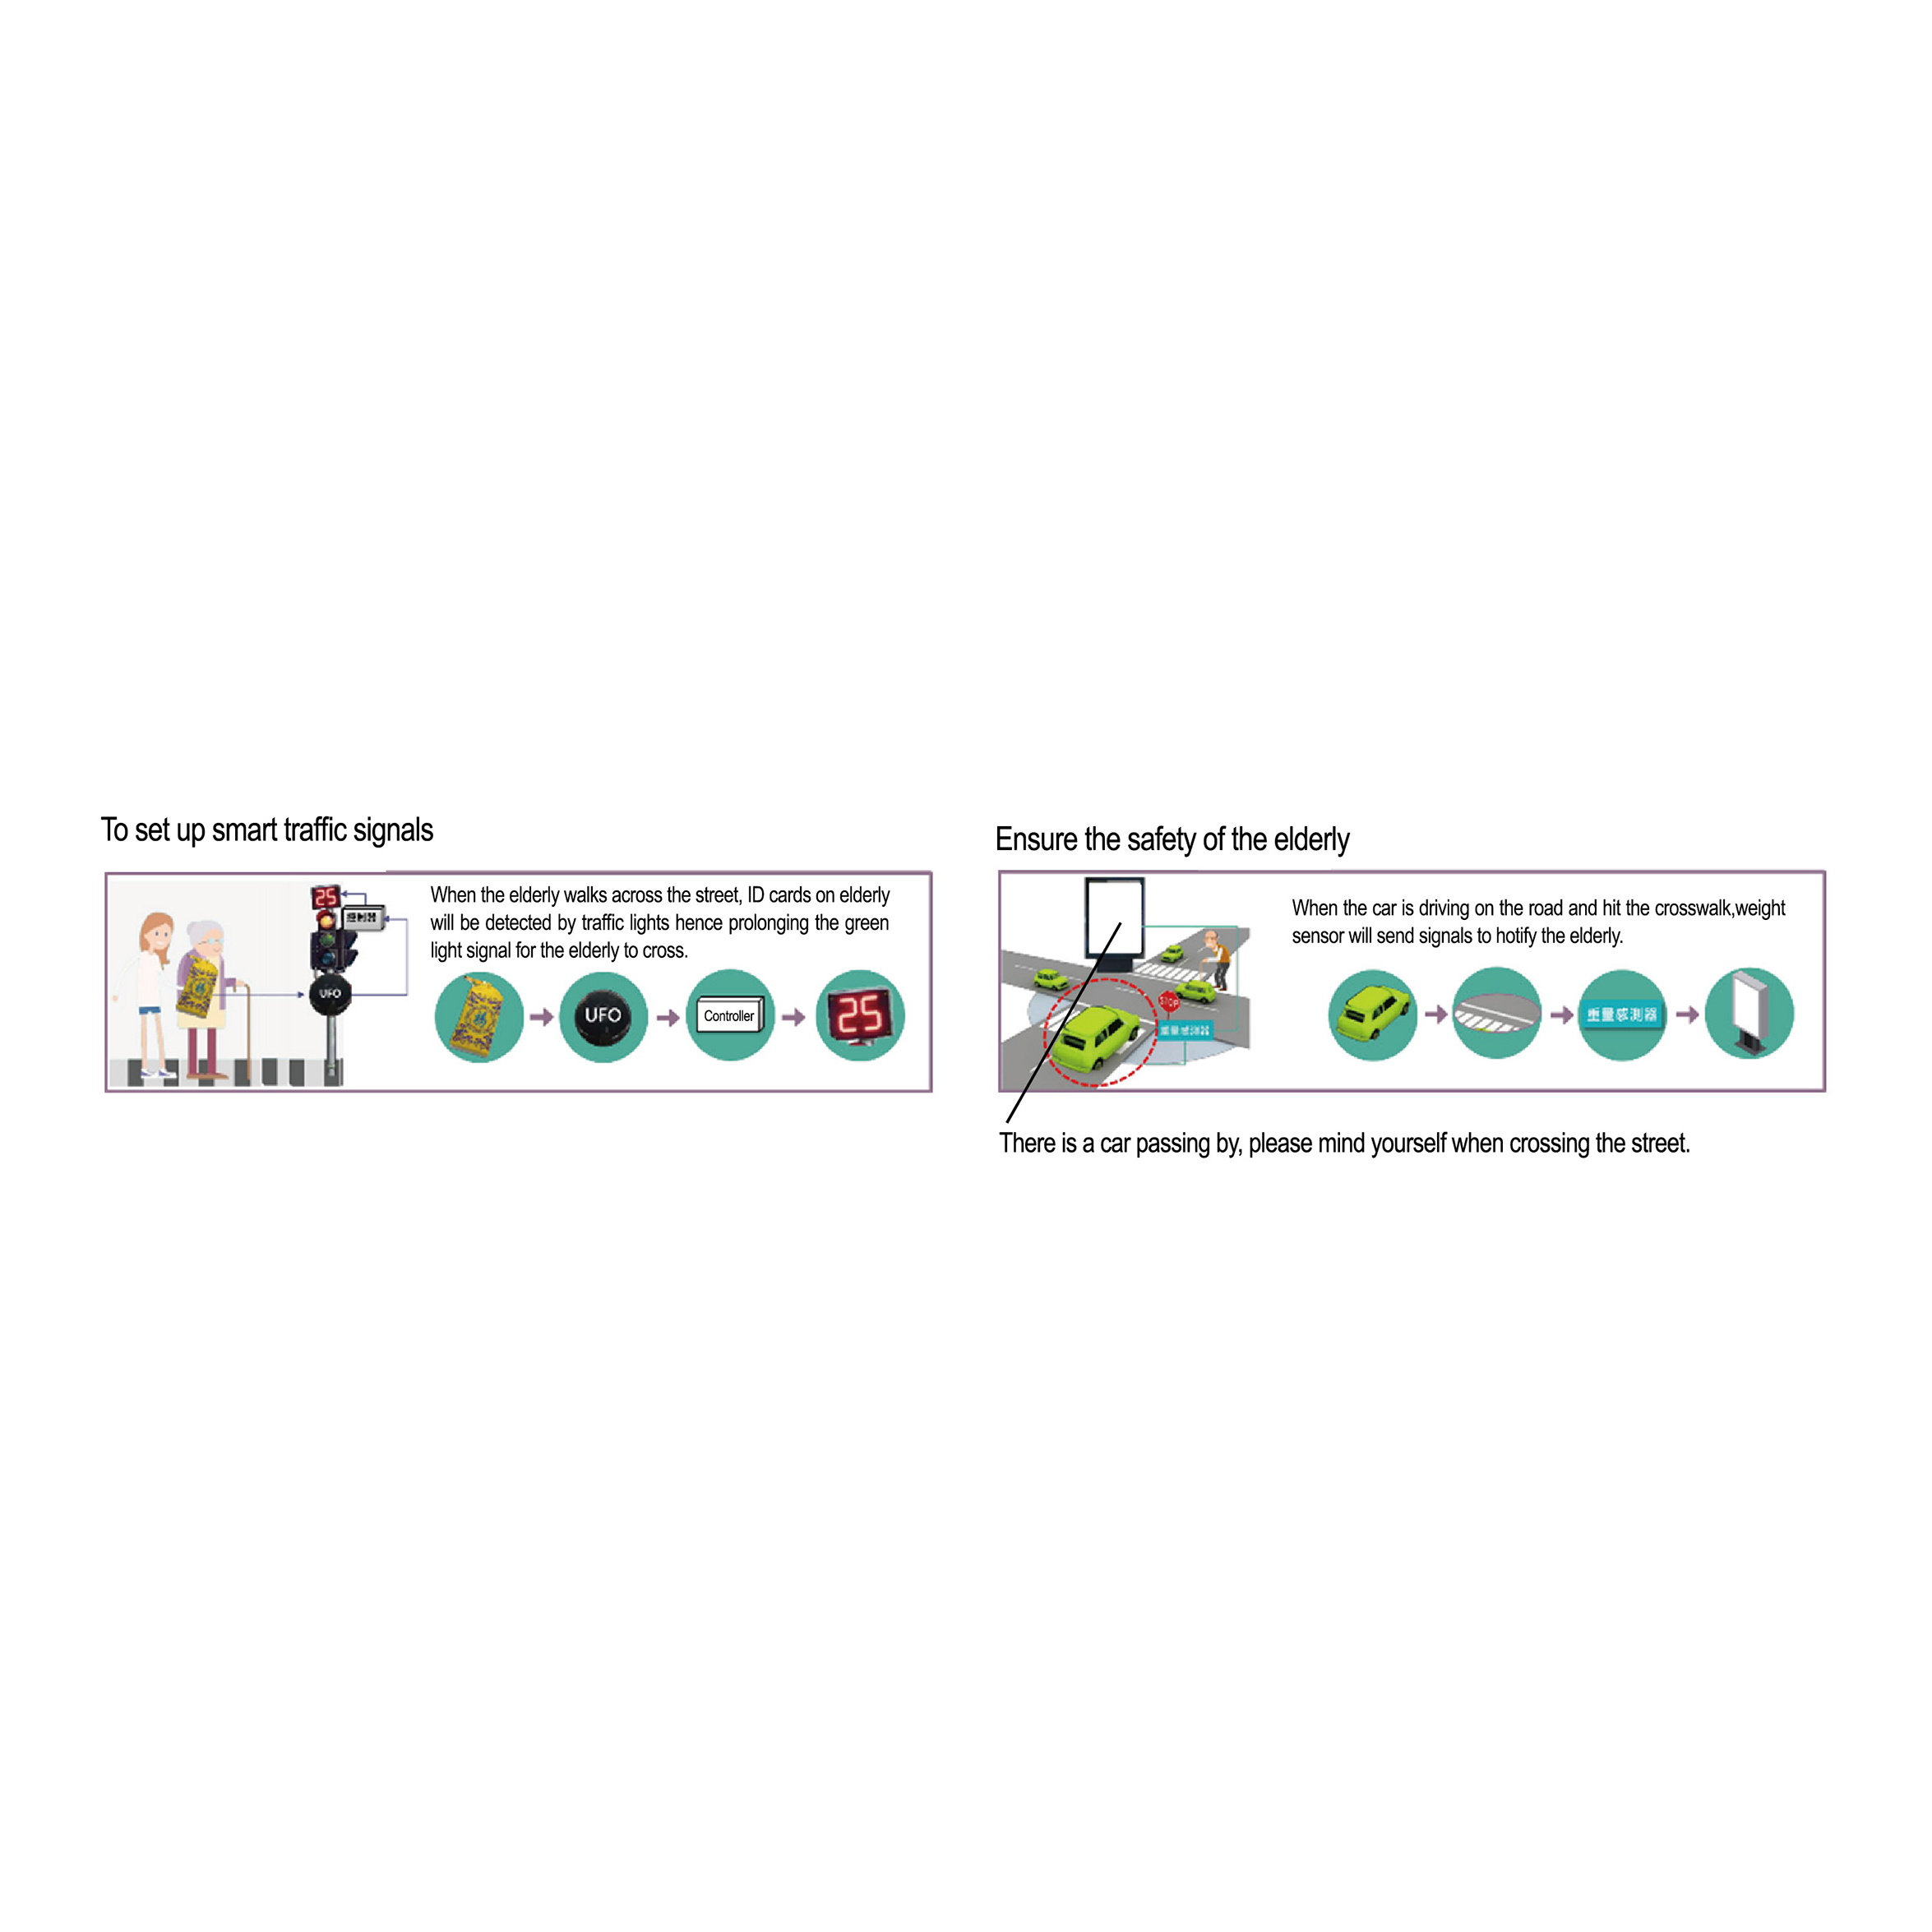 To set up smart traffic signals
25
控制器
UFO
When the elderly walks across the street, ID cards on elderly
will be detected by traffic lights hence prolonging the green
light signal for the elderly to cross.
UFO
Controller
25
Ensure the safety of the elderly
STOP
重量感測器
When the car is driving on the road and hit the crosswalk,weight
sensor will send signals to hotify the elderly.
重量感測器
There is a car passing by, please mind yourself when crossing the street.